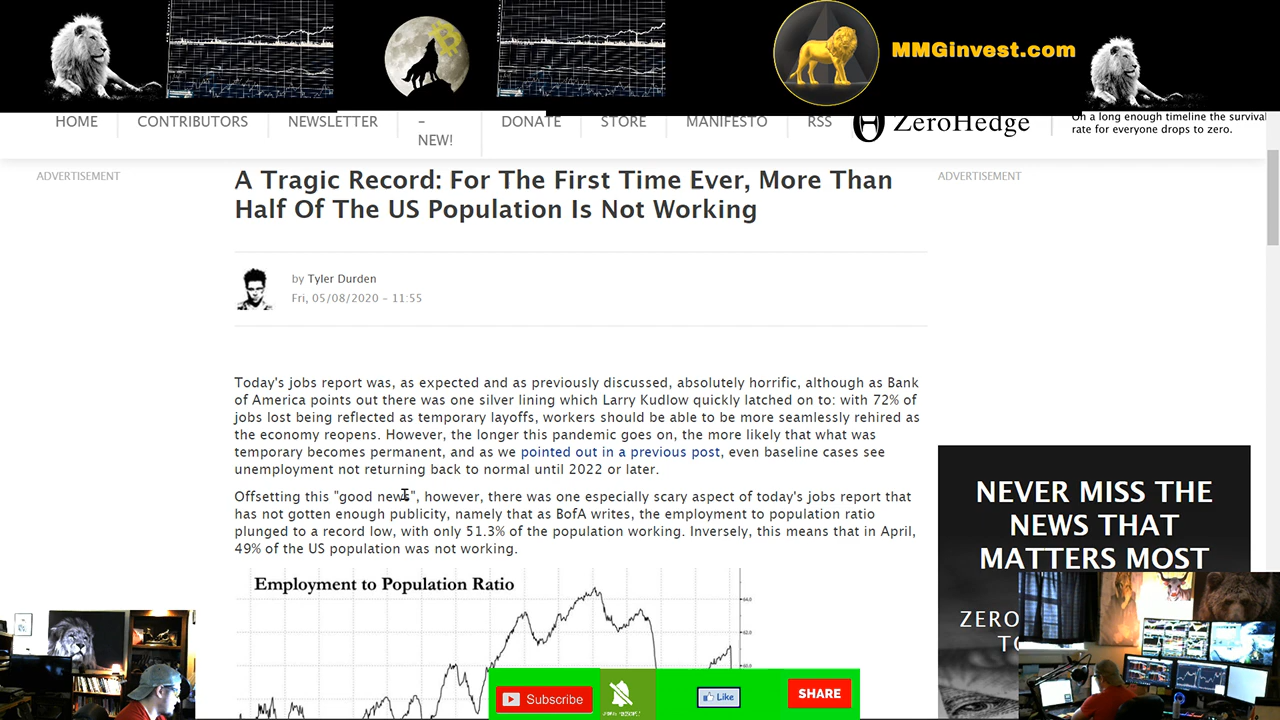 MMGinvest.com
HOME
CONTRIBUTORS
NEWSLETTER
–
NEW!
DONATE
STORE
MANIFESTO
RSS
ZeroHedge
On a long enough timeline the survival
rate for everyone drops to zero.
ADVERTISEMENT
A Tragic Record: For The First Time Ever, More Than
Half Of The US Population Is Not Working
ADVERTISEMENT
by Tyler Durden
Fri, 05/08/2020 – 11:55
Today's jobs report was, as expected and as previously discussed, absolutely horrific, although as Bank
of America points out there was one silver lining which Larry Kudlow quickly latched on to: with 72% of
jobs lost being reflected as temporary layoffs, workers should be able to be more seamlessly rehired as
the economy reopens. However, the longer this pandemic goes on, the more likely that what was
temporary becomes permanent, and as we pointed out in a previous post, even baseline cases see
unemployment not returning back to normal until 2022 or later.
Offsetting this "good news", however, there was one especially scary aspect of today's jobs report that
has not gotten enough publicity, namely that as BofA writes, the employment to population ratio
plunged to a record low, with only 51.3% of the population working. Inversely, this means that in April,
49% of the US population was not working.
NEVER MISS THE
NEWS THAT
MATTERS MOST
ZERO
TO
Employment to Population Ratio
64.0
62.0
60.0
Subscribe
Like
SHARE